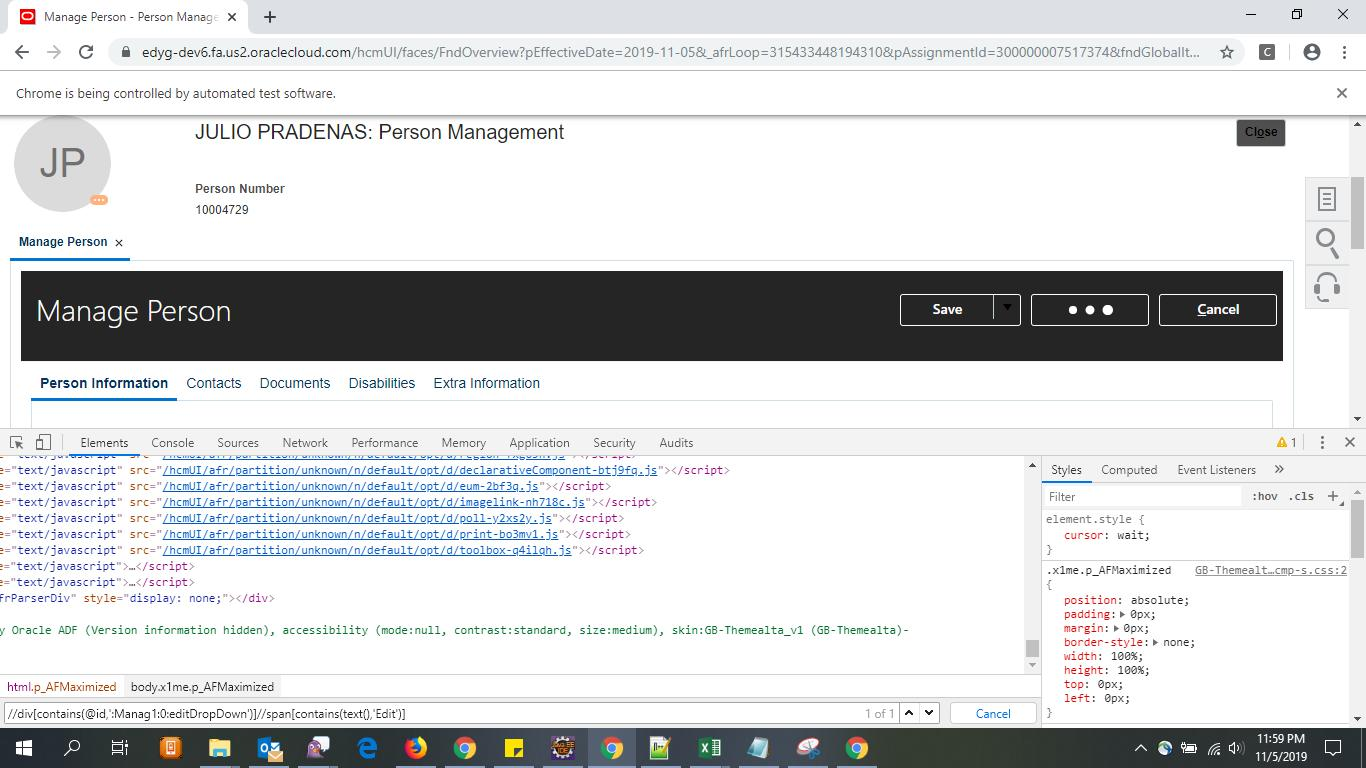 Manage Person - Person Manage
edyg-dev6.fa.us2.oraclecloud.com/hcmUI/faces/FndOverview?pEffectiveDate=2019-11-05&_afrLoop=315433448194310&pAssignmentId=300000007517374&fndGlobalIt...
C
Chrome is being controlled by automated test software.
JP
JULIO PRADENAS: Person Management
Close
Person Number
10004729
Manage Person
Manage Person
Save
Cancel
Person Information Contacts Documents Disabilities Extra Information
Elements Console Sources Network Performance Memory Application Security Audits
1
="text/javascript" src="/hcmUI/afr/partition/unknown/n/default/opt/d/declarativeComponent-btj9fq.js"></script>
="text/javascript" src="/hcmUI/afr/partition/unknown/n/default/opt/d/eum-2bf3q.js"></script>
="text/javascript" src="/hcmUI/afr/partition/unknown/n/default/opt/d/imagelink-nh718c.js"></script>
="text/javascript" src="/hcmUI/afr/partition/unknown/n/default/opt/d/poll-y2xs2y.js"></script>
="text/javascript" src="/hcmUI/afr/partition/unknown/n/default/opt/d/print-bo3mv1.js"></script>
="text/javascript" src="/hcmUI/afr/partition/unknown/n/default/opt/d/toolbox-q4ilqh.js"></script>
="text/javascript">…</script>
="text/javascript">…</script>
frParserDiv" style="display: none;"></div>
y Oracle ADF (Version information hidden), accessibility (mode:null, contrast:standard, size:medium), skin:GB-Themealta_v1 (GB-Themealta)-
html.p_AFMaximized body.x1me.p_AFMaximized
//div[contains(@id,':Manag1:0:editDropDown')]//span[contains(text(),'Edit')]
1 of 1
Cancel
Styles Computed Event Listeners »
Filter
:hov .cls +
element.style {
cursor: wait;
}
.x1me.p_AFMaximized GB-Themealt…cmp-s.css:2
{
position: absolute;
padding: 0px;
margin: 0px;
border-style: none;
width: 100%;
height: 100%;
top: 0px;
left: 0px;
}
11:59 PM
11/5/2019